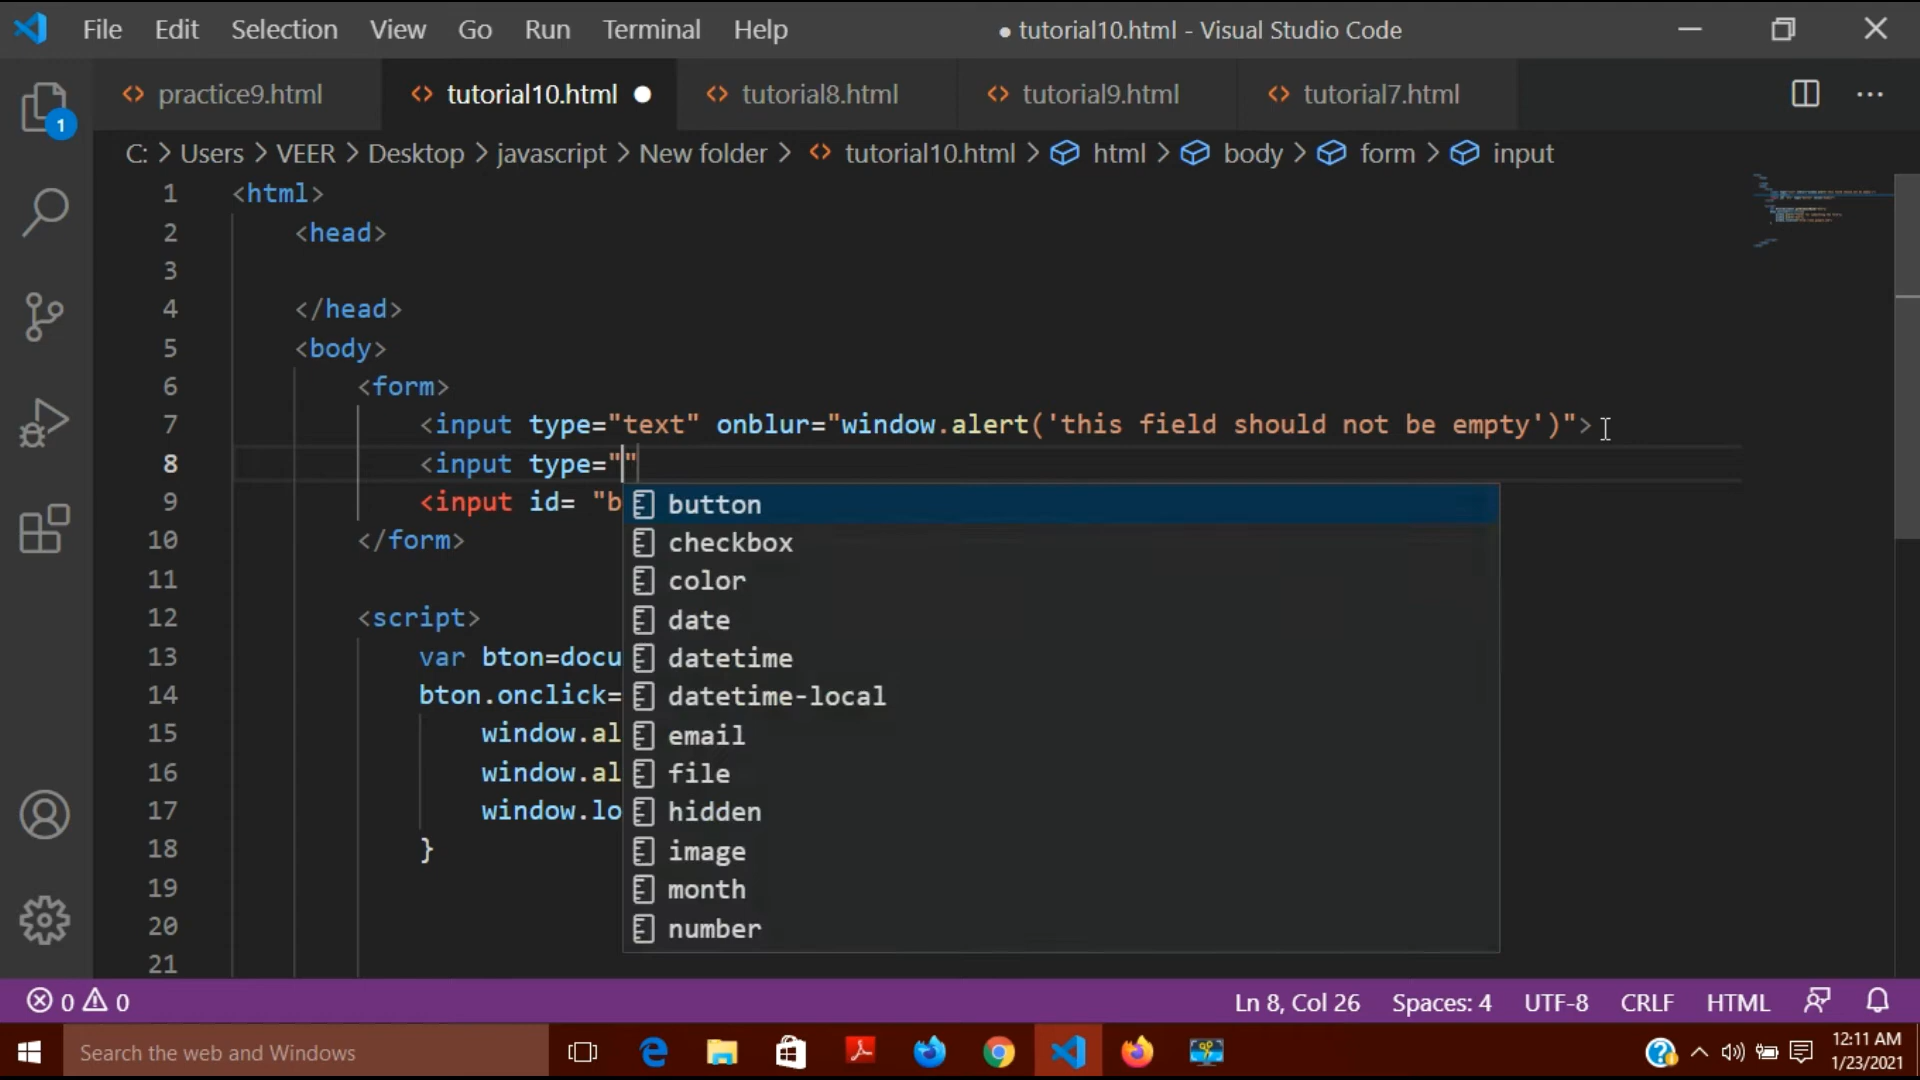 File Edit Selection View Go Run Terminal Help ● tutorial10.html - Visual Studio Code
practice9.html tutorial10.html tutorial8.html tutorial9.html tutorial7.html
C: > Users > VEER > Desktop > javascript > New folder > tutorial10.html > html > body > form > input
1 <html>
2 <head>
3
4 </head>
5 <body>
6 <form>
7 <input type="text" onblur="window.alert('this field should not be empty')">
8 <input type=""
9 <input id= "b
10 </form>
11
12 <script>
13 var bton=docu
14 bton.onclick=
15 window.al
16 window.al
17 window.lo
18 }
19
20
21
button
checkbox
color
date
datetime
datetime-local
email
file
hidden
image
month
number
1
0 0 Ln 8, Col 26 Spaces: 4 UTF-8 CRLF HTML
Search the web and Windows
12:11 AM
1/23/2021